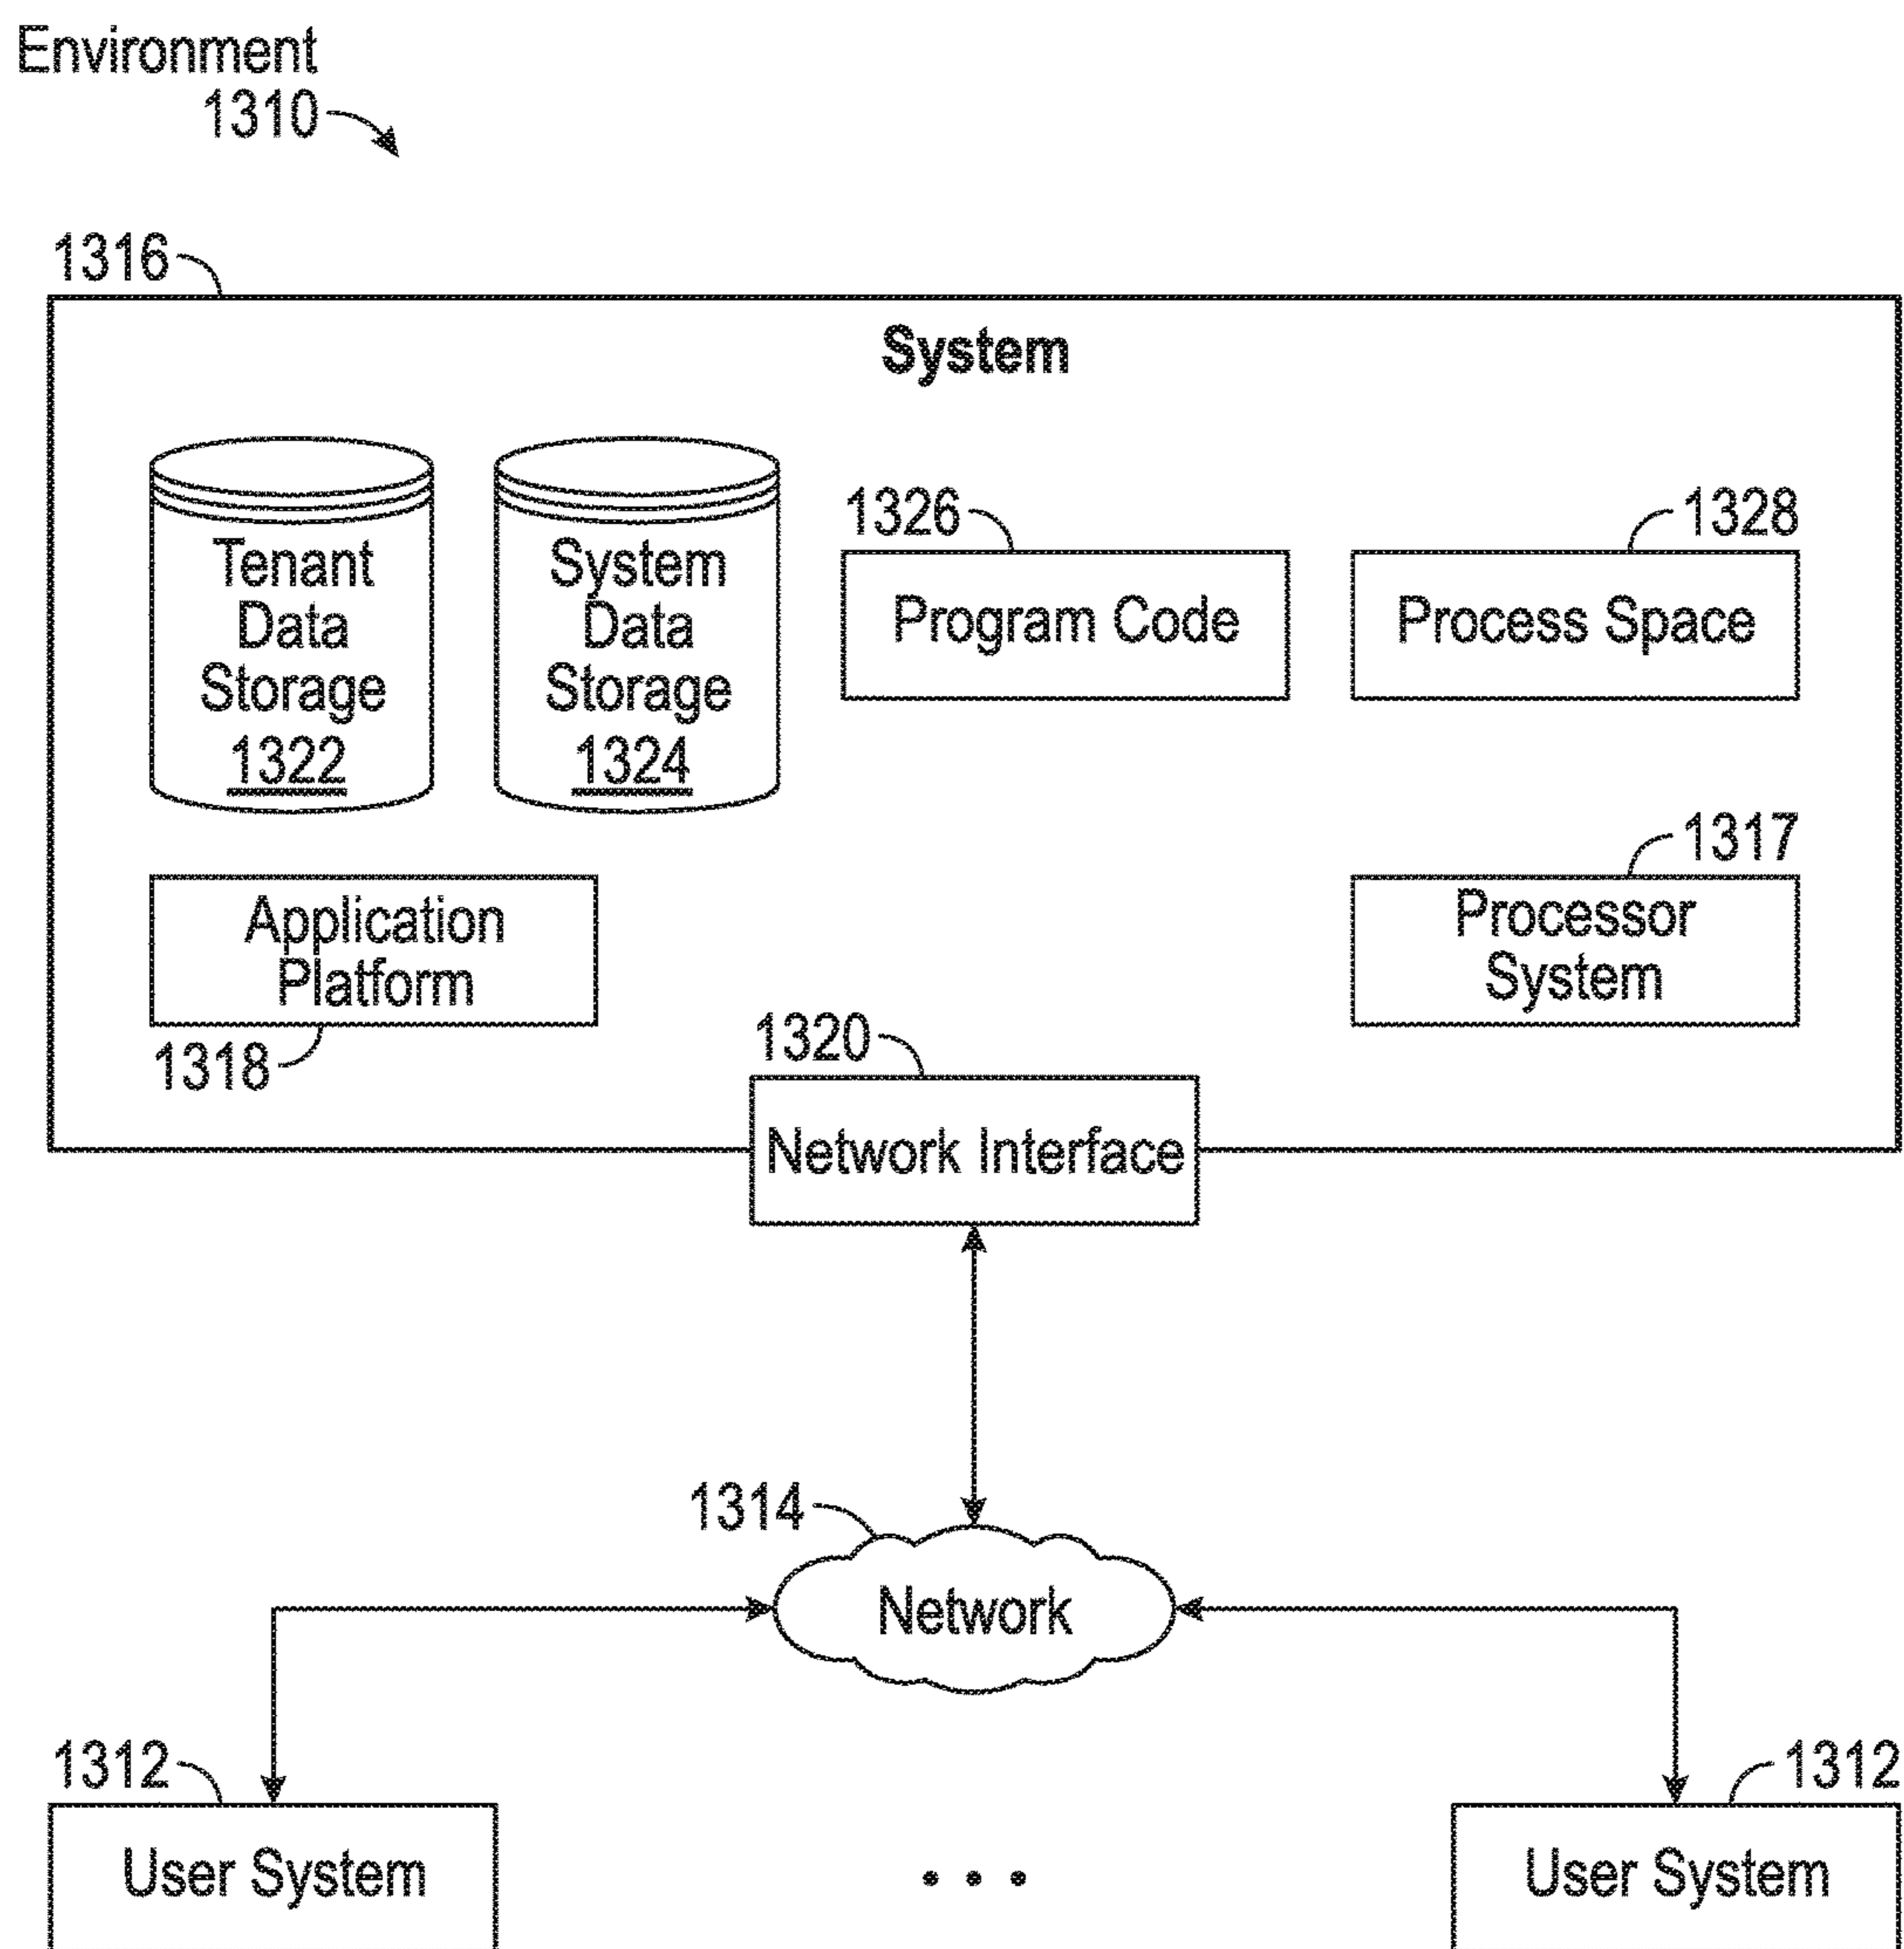 Environment
1310
1316
System
Tenant
Data
Storage
1322
System
Data
Storage
1324
1326
Program Code
1328
Process Space
Application
Platform
1318
1317
Processor
System
1320
Network Interface
1314
Network
1312
User System
. . .
1312
User System